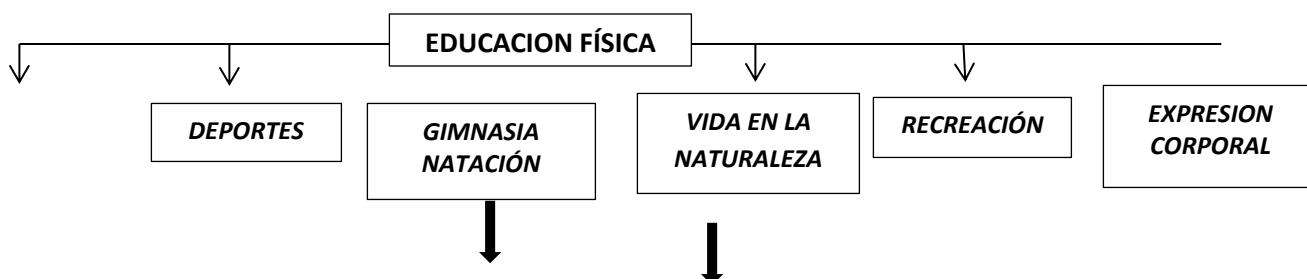 EDUCACION FÍSICA
DEPORTES
GIMNASIA
NATACIÓN
VIDA EN LA
NATURALEZA
RECREACIÓN
EXPRESION
CORPORAL